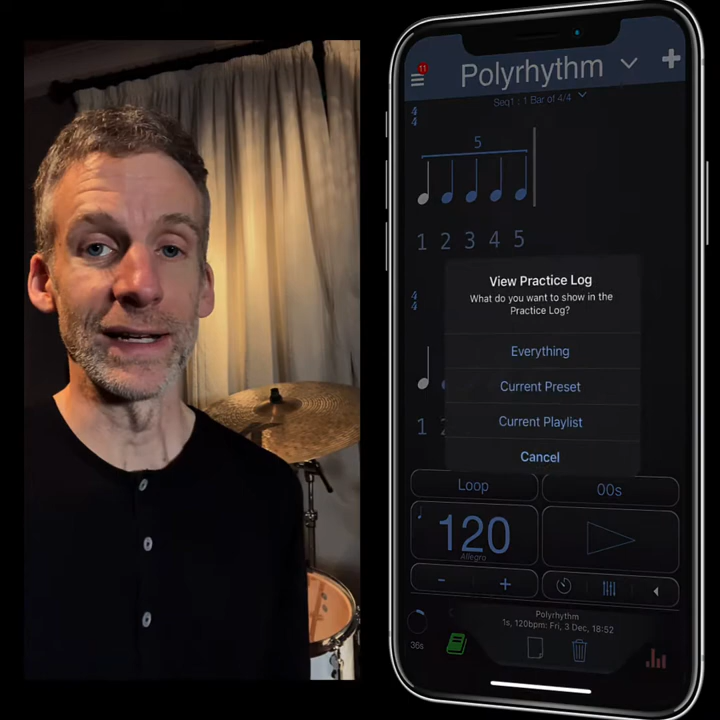 11
Polyrhythm
Seq1 : 1 Bar of 4/4
4
4
5
1 2 3 4 5
4
4
View Practice Log
What do you want to show in the
Practice Log?
Everything
Current Preset
Current Playlist
Cancel
1 2
Loop
00s
120
Allegro
- +
Polyrhythm
1s, 120bpm: Fri, 3 Dec, 18:52
36s